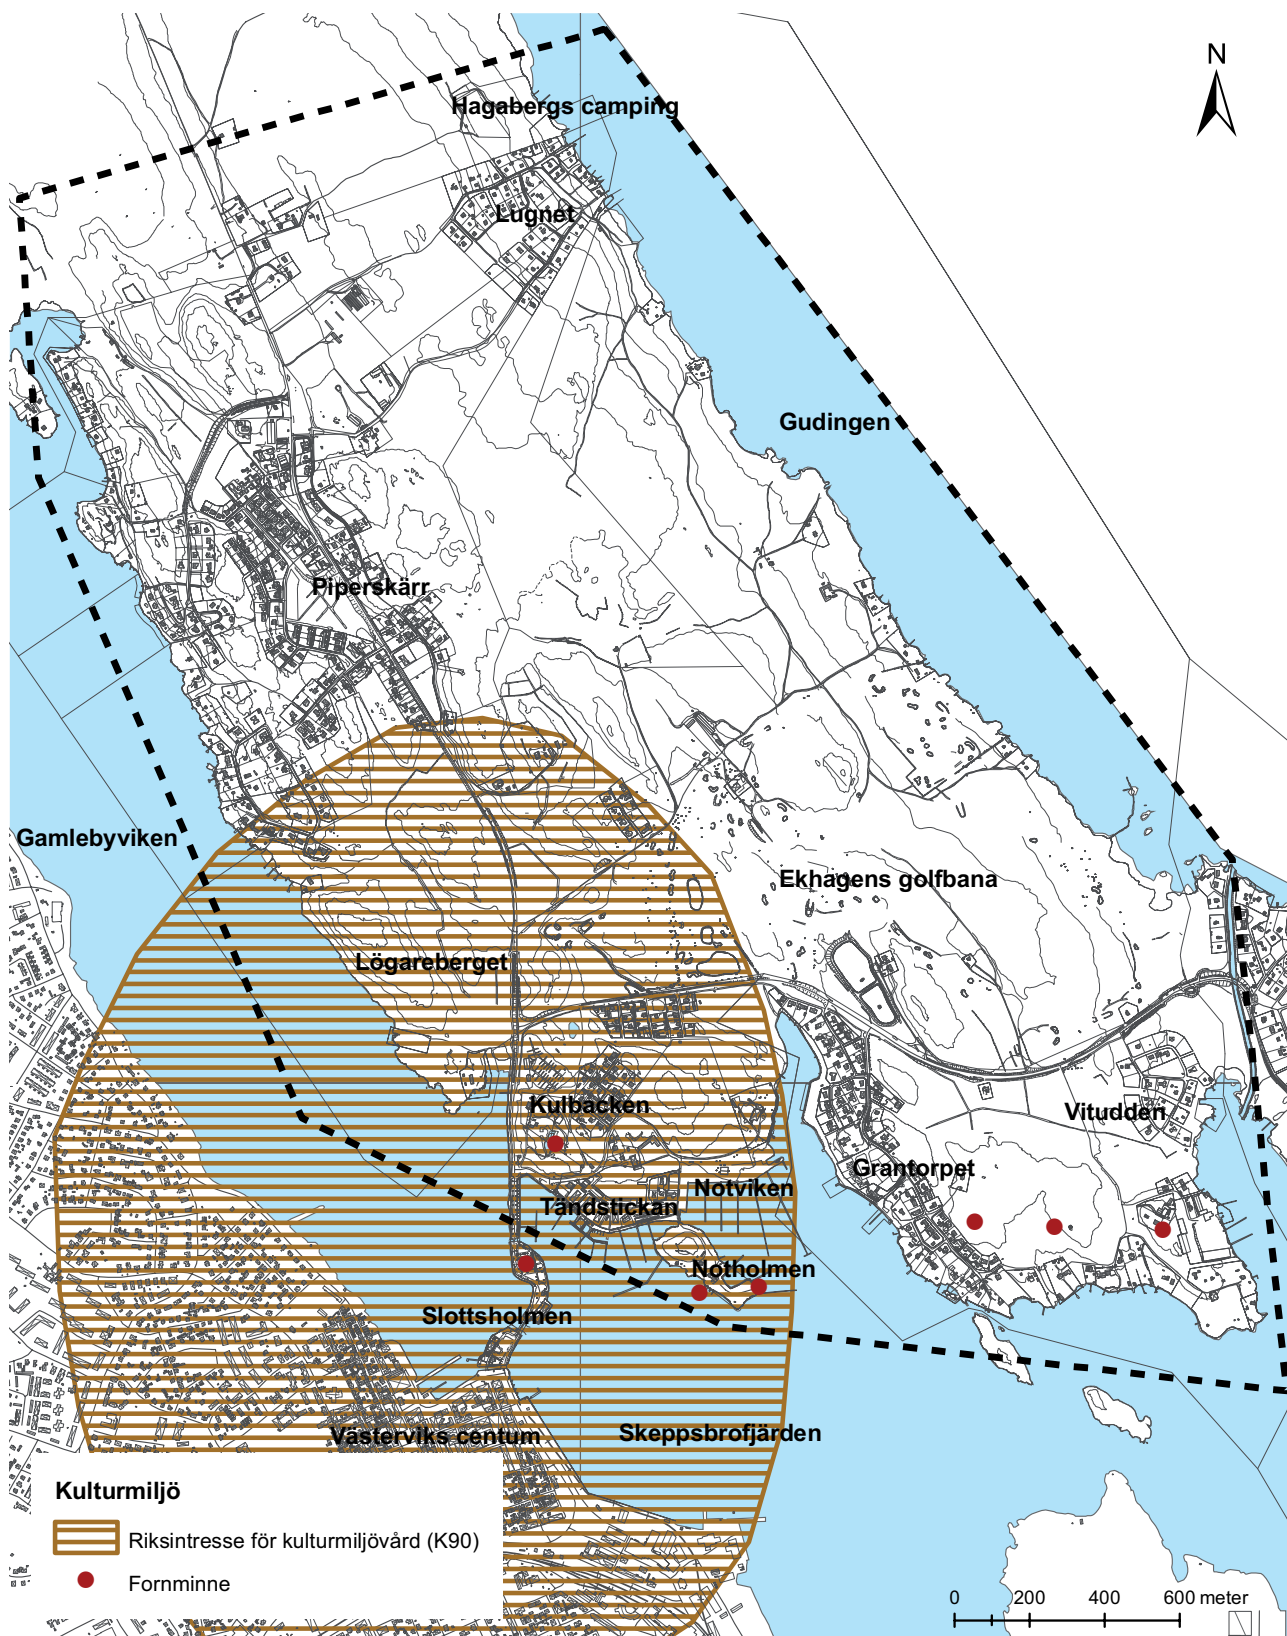 N
Hagabergs camping
Lugnet
Gudingen
Piperskärr
Gamlebyviken
Ekhagens golfbana
Lögareberget
Kulbacken
Vitudden
Grantorpet
Notviken
Tändstickan
Notholmen
Slottsholmen
Västerviks centum
Skeppsbrofjärden
Kulturmiljö
Riksintresse för kulturmiljövård (K90)
Fornminne
0 200 400 600 meter